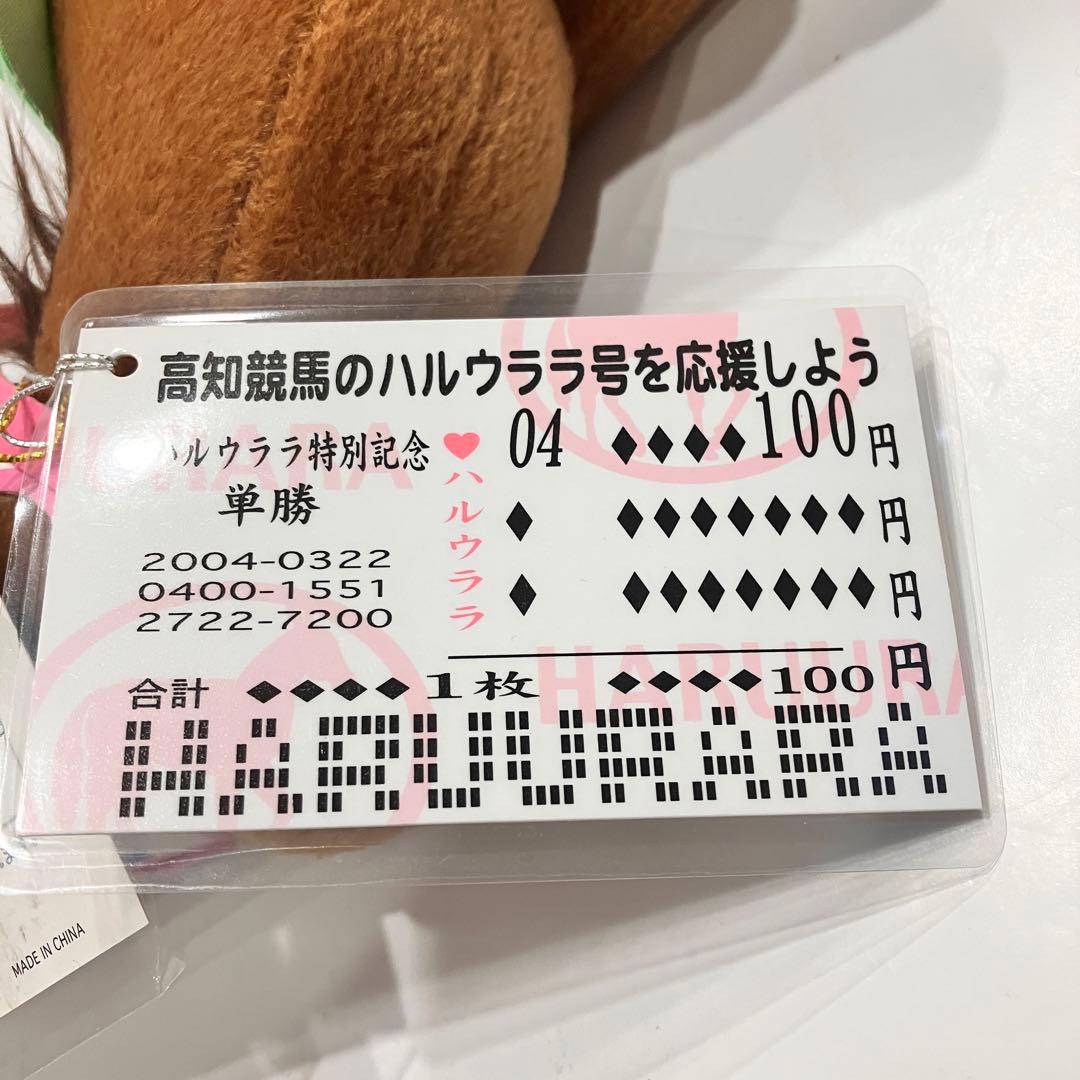 高知競馬のハルウララ号を応援しよう
ハルウララ特別記念
単勝
2004-0322
0400-1551
2722-7200
♥ハルウララ
04 ♦♦♦♦100円
♦ ♦♦♦♦♦♦♦円
♦ ♦♦♦♦♦♦♦円
合計 ♦♦♦♦1枚 ♦♦♦♦100円
HARUURARA
HARUURA
MADE IN CHINA